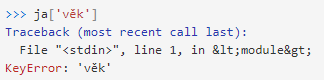 >>> ja['věk']
Traceback (most recent call last):
  File "<stdin>", line 1, in &lt;module&gt;
KeyError: 'věk'